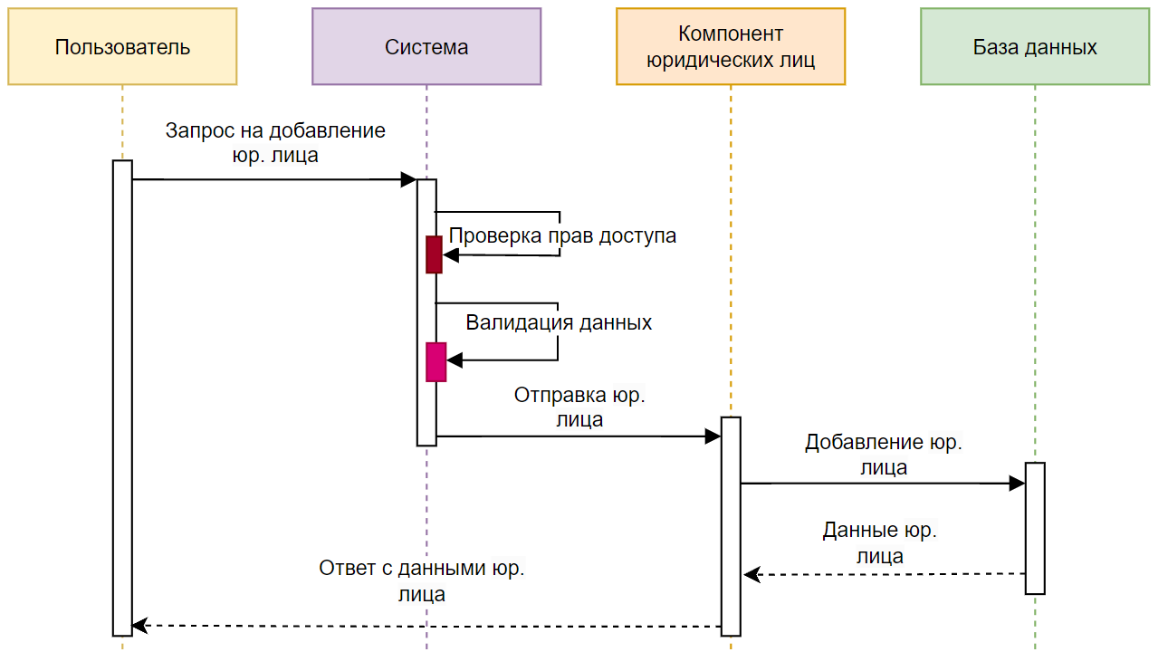 Пользователь
Система
Компонент
юридических лиц
База данных
Запрос на добавление
юр. лица
Проверка прав доступа
Валидация данных
Отправка юр.
лица
Добавление юр.
лица
Данные юр.
лица
Ответ с данными юр.
лица